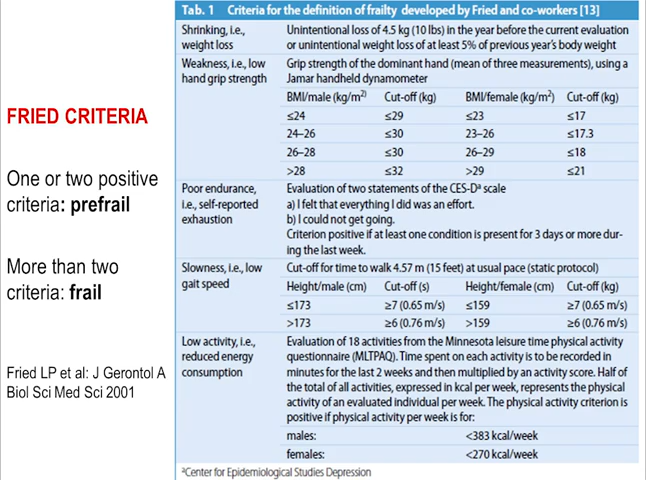 FRIED CRITERIA
One or two positive
criteria: prefrail
More than two
criteria: frail
Fried LP et al: J Gerontol A
Biol Sci Med Sci 2001
Tab. 1 Criteria for the definition of frailty developed by Fried and co-workers [13]
Shrinking, i.e.,
weight loss
Unintentional loss of 4.5 kg (10 lbs) in the year before the current evaluation
or unintentional weight loss of at least 5% of previous year's body weight
Weakness, i.e., low
hand grip strength
Grip strength of the dominant hand (mean of three measurements), using a
Jamar handheld dynamometer
BMI/male (kg/m²) Cut-off (kg) BMI/female (kg/m²) Cut-off (kg)
≤24 ≤29 ≤23 ≤17
24–26 ≤30 23–26 ≤17.3
26–28 ≤30 26–29 ≤18
>28 ≤32 >29 ≤21
Poor endurance,
i.e., self-reported
exhaustion
Evaluation of two statements of the CES-Dª scale
a) I felt that everything I did was an effort.
b) I could not get going.
Criterion positive if at least one condition is present for 3 days or more dur-
ing the last week.
Slowness, i.e., low
gait speed
Cut-off for time to walk 4.57 m (15 feet) at usual pace (static protocol)
Height/male (cm) Cut-off (s) Height/female (cm) Cut-off (kg)
≤173 ≥7 (0.65 m/s) ≤159 ≥7 (0.65 m/s)
>173 ≥6 (0.76 m/s) >159 ≥6 (0.76 m/s)
Low activity, i.e.,
reduced energy
consumption
Evaluation of 18 activities from the Minnesota leisure time physical activity
questionnaire (MLTPAQ). Time spent on each activity is to be recorded in
minutes for the last 2 weeks and then multiplied by an activity score. Half of
the total of all activities, expressed in kcal per week, represents the physical
activity of an evaluated individual per week. The physical activity criterion is
positive if physical activity per week is for:
males: <383 kcal/week
females: <270 kcal/week
ªCenter for Epidemiological Studies Depression